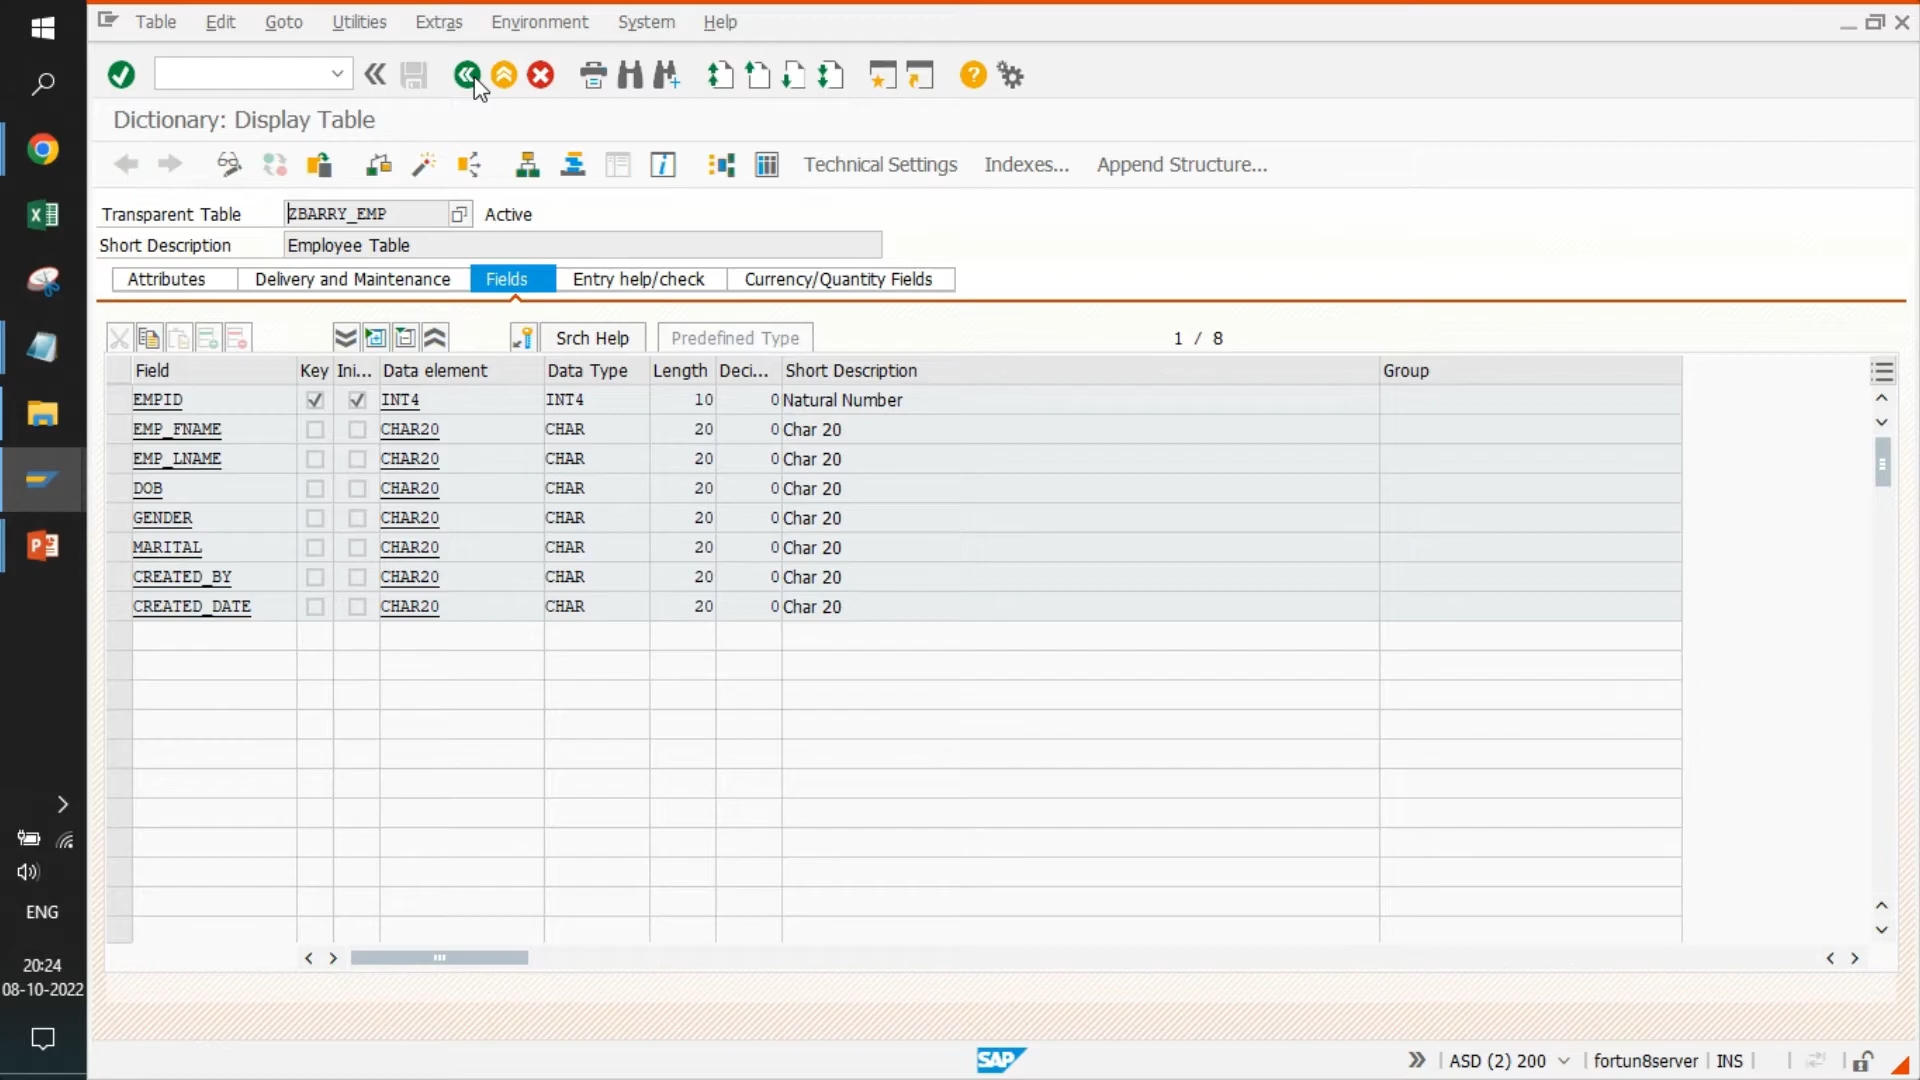 Table Edit Goto Utilities Extras Environment System Help
Dictionary: Display Table
Technical Settings Indexes... Append Structure...
Transparent Table ZBARRY_EMP Active
Short Description Employee Table
Attributes Delivery and Maintenance Fields Entry help/check Currency/Quantity Fields
Srch Help Predefined Type 1 / 8
Field Key Ini... Data element Data Type Length Deci... Short Description Group
EMPID INT4 INT4 10 0 Natural Number
EMP_FNAME CHAR20 CHAR 20 0 Char 20
EMP_LNAME CHAR20 CHAR 20 0 Char 20
DOB CHAR20 CHAR 20 0 Char 20
GENDER CHAR20 CHAR 20 0 Char 20
MARITAL CHAR20 CHAR 20 0 Char 20
CREATED_BY CHAR20 CHAR 20 0 Char 20
CREATED_DATE CHAR20 CHAR 20 0 Char 20
ENG
20:24
08-10-2022
SAP ASD (2) 200 fortun8server INS